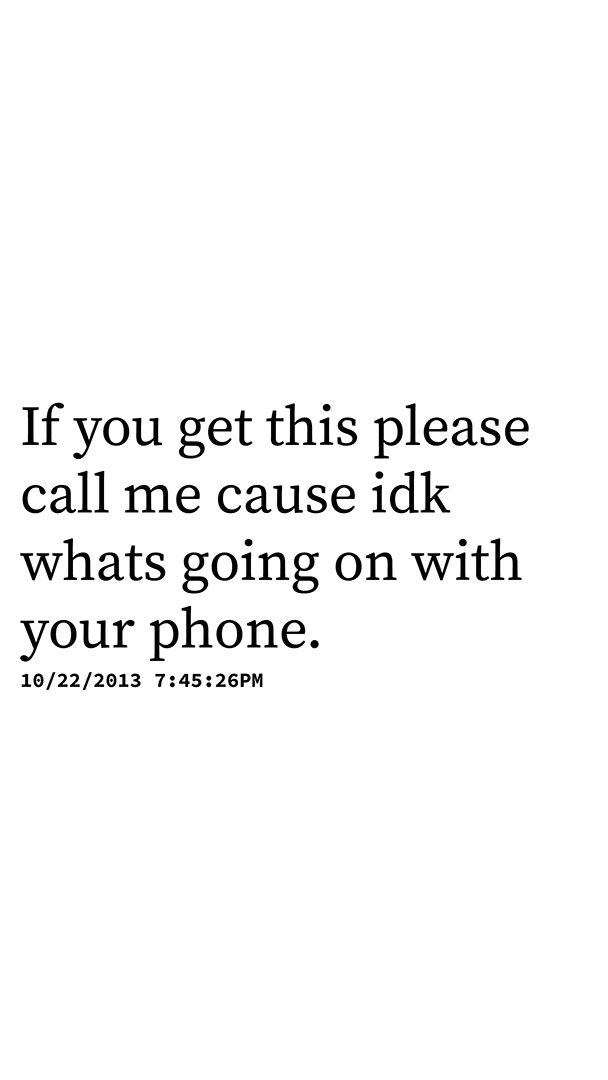 If you get this please
call me cause idk
whats going on with
your phone.
10/22/2013 7:45:26PM